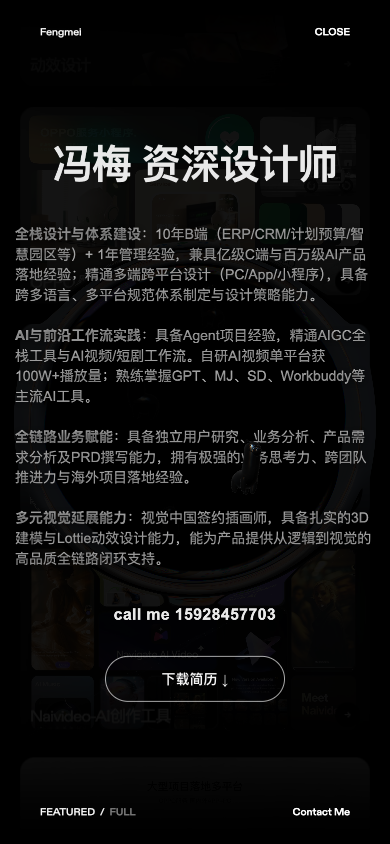 Fengmei
CLOSE
动效设计
冯梅 资深设计师
全栈设计与体系建设：10年B端（ERP/CRM/计划预算/智
慧园区等）+ 1年管理经验，兼具亿级C端与百万级AI产品
落地经验；精通多端跨平台设计（PC/App/小程序），具备
跨多语言、多平台规范体系制定与设计策略能力。
AI与前沿工作流实践：具备Agent项目经验，精通AIGC全
栈工具与AI视频/短剧工作流。自研AI视频单平台获
100W+播放量；熟练掌握GPT、MJ、SD、Workbuddy等
主流AI工具。
全链路业务赋能：具备独立用户研究、业务分析、产品需
求分析及PRD撰写能力，拥有极强的业务思考力、跨团队
推进力与海外项目落地经验。
多元视觉延展能力：视觉中国签约插画师，具备扎实的3D
建模与Lottie动效设计能力，能为产品提供从逻辑到视觉的
高品质全链路闭环支持。
call me 15928457703
下载简历 ↓
Naivideo-AI创作工具
FEATURED / FULL
Contact Me